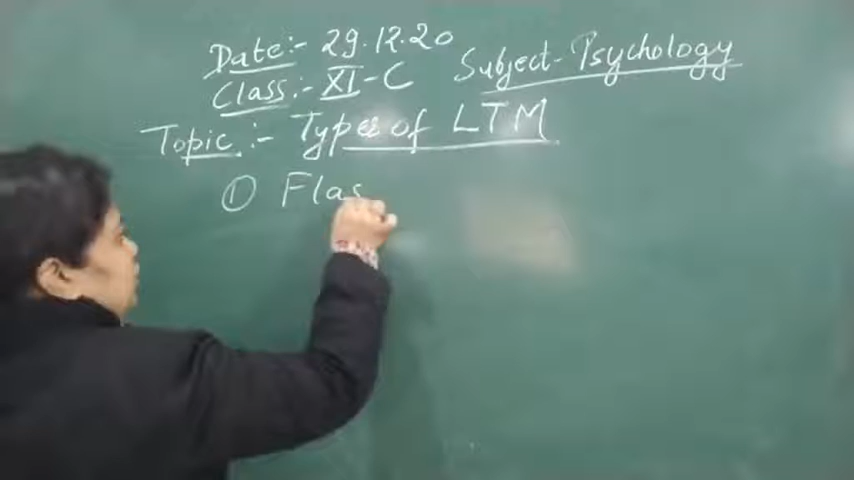 Date:- 29.12.20
Subject- Psychology
Class:- XI-C
Topic:- Types of LTM
① Flas